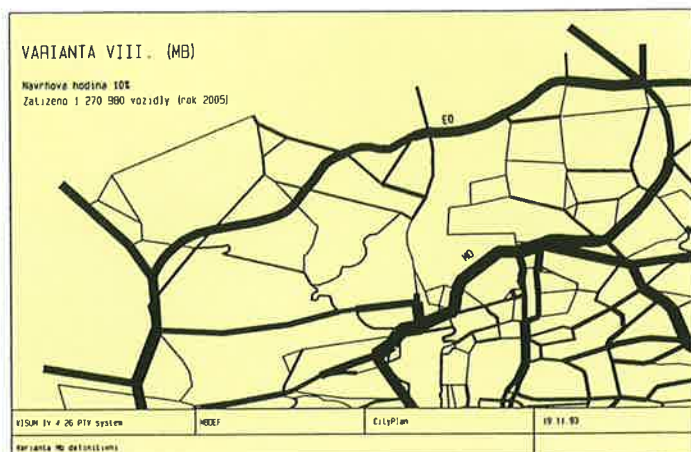 VARIANTA VIII. (MB)
Navrhova hodina 10%
Zatizeno 1 270 980 vozidly (rok 2005)
EO
MO
VISUM IV 4 26 PTV system
MBDEF
CityPlan
19.11.93
Varianta Mb definitivni